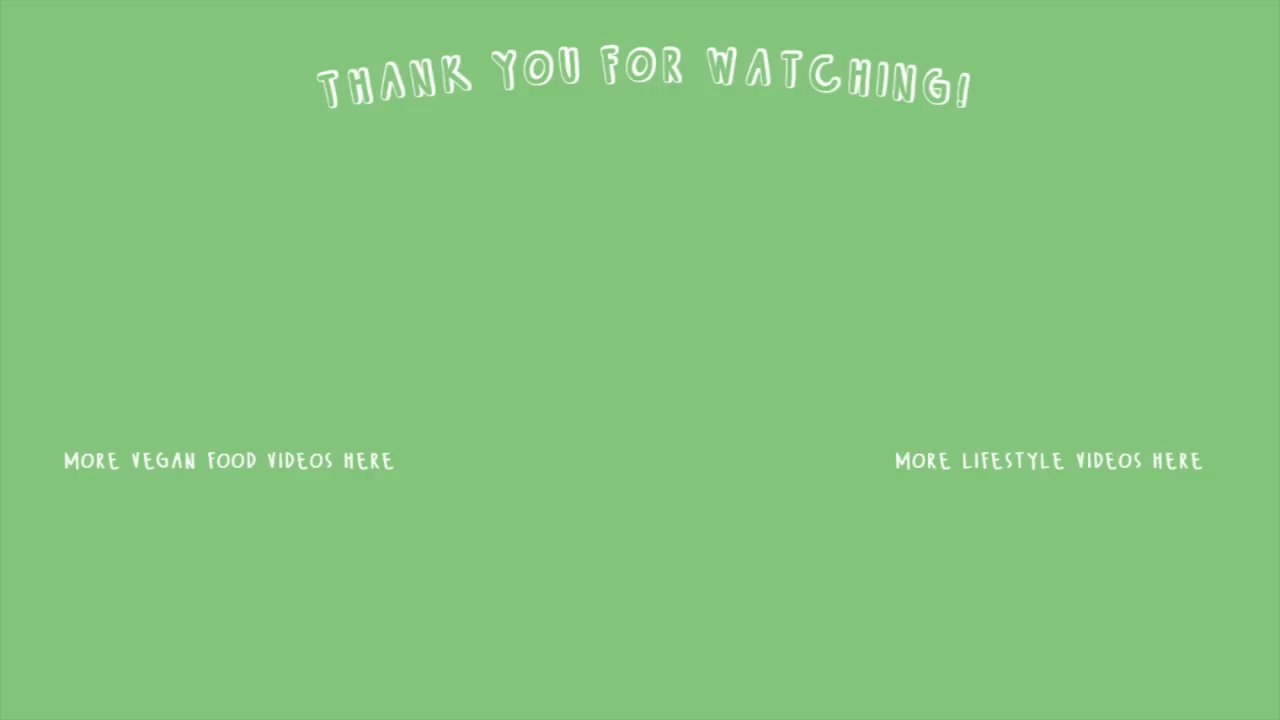 THANK YOU FOR WATCHING!
MORE VEGAN FOOD VIDEOS HERE
MORE LIFESTYLE VIDEOS HERE